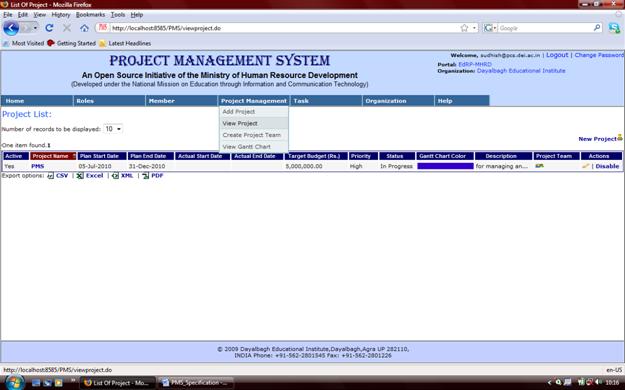 List Of Project - Mozilla Firefox
File Edit View History Bookmarks Tools Help
http://localhost:8585/PMS/viewproject.do
Google
Most Visited Getting Started Latest Headlines
PROJECT MANAGEMENT SYSTEM
An Open Source Initiative of the Ministry of Human Resource Development
(Developed under the National Mission on Education through Information and Communication Technology)
Welcome, sudhish@pcs.dei.ac.in | Logout | Change Password
Portal: EdRP-MHRD
Organization: Dayalbagh Educational Institute
Home Roles Member Project Management Task Organization Help
Add Project
View Project
Create Project Team
View Gantt Chart
Project List:
Number of records to be displayed: 10
New Project
One item found.1
Active Project Name Plan Start Date Plan End Date Actual Start Date Actual End Date Target Budget (Rs.) Priority Status Gantt Chart Color Description Project Team Actions
Yes PMS 05-Jul-2010 31-Dec-2010 5,000,000.00 High In Progress for managing an... | Disable
Export options: CSV | Excel | XML | PDF
© 2009 Dayalbagh Educational Institute,Dayalbagh,Agra UP 282110,
INDIA Phone: +91-562-2801545 Fax: +91-562-2801226
http://localhost:8585/PMS/viewproject.do
en-US
List Of Project - Mo...
PMS_Specification -...
10:16